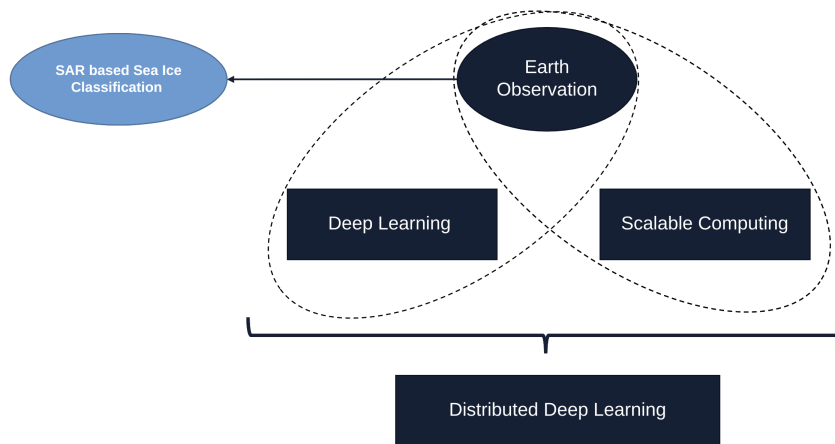 SAR based Sea Ice
Classification
Earth
Observation
Deep Learning
Scalable Computing
Distributed Deep Learning